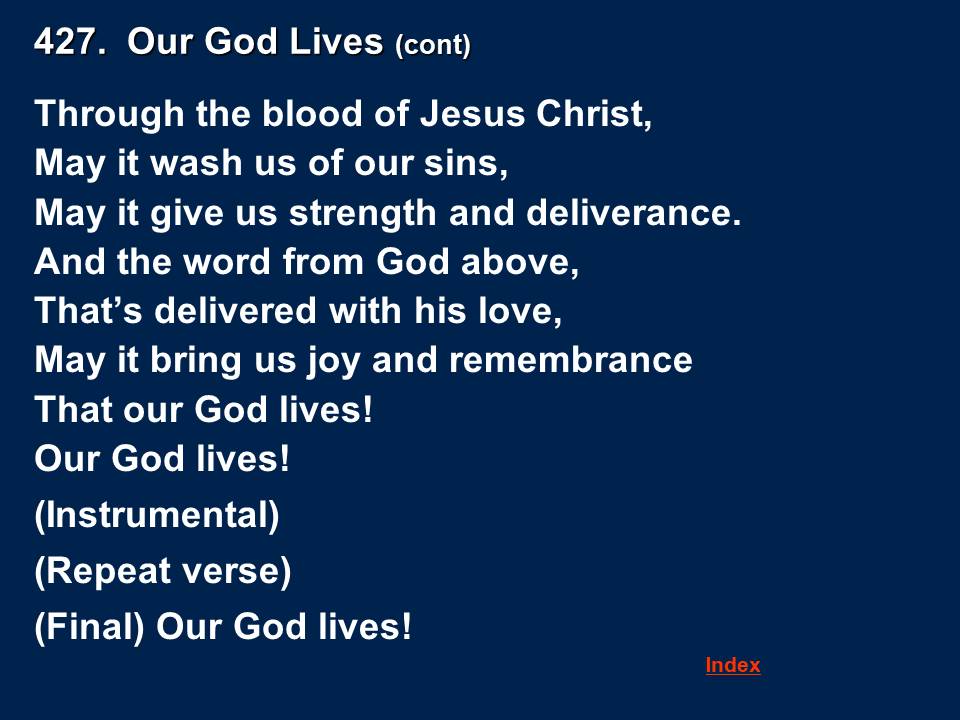 427.  Our God Lives (cont)
Through the blood of Jesus Christ,
May it wash us of our sins,
May it give us strength and deliverance.
And the word from God above,
That’s delivered with his love,
May it bring us joy and remembrance
That our God lives!
Our God lives!
(Instrumental)
(Repeat verse)
(Final) Our God lives!
Index